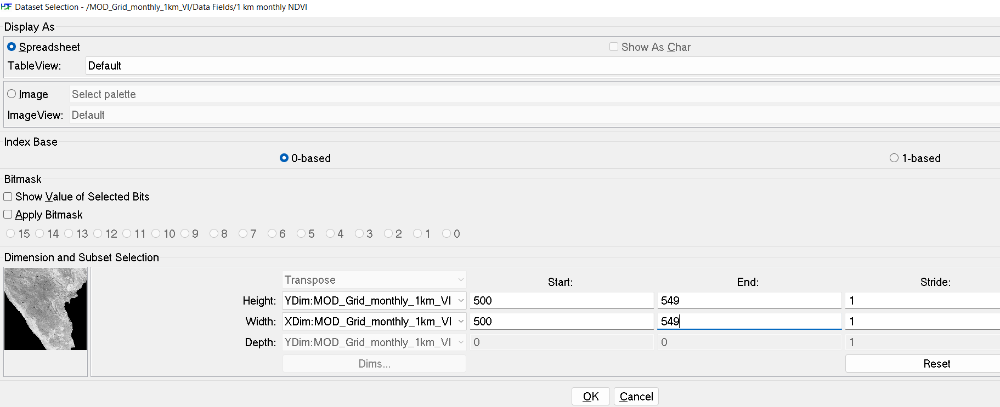 HDF Dataset Selection - /MOD_Grid_monthly_1km_VI/Data Fields/1 km monthly NDVI
Display As
Spreadsheet Show As Char
TableView: Default
Image Select palette
ImageView: Default
Index Base
0-based 1-based
Bitmask
Show Value of Selected Bits
Apply Bitmask
15 14 13 12 11 10 9 8 7 6 5 4 3 2 1 0
Dimension and Subset Selection
Transpose Start: End: Stride:
Height: YDim:MOD_Grid_monthly_1km_VI 500 549 1
Width: XDim:MOD_Grid_monthly_1km_VI 500 549 1
Depth: YDim:MOD_Grid_monthly_1km_VI 0 0 1
Dims... Reset
OK Cancel